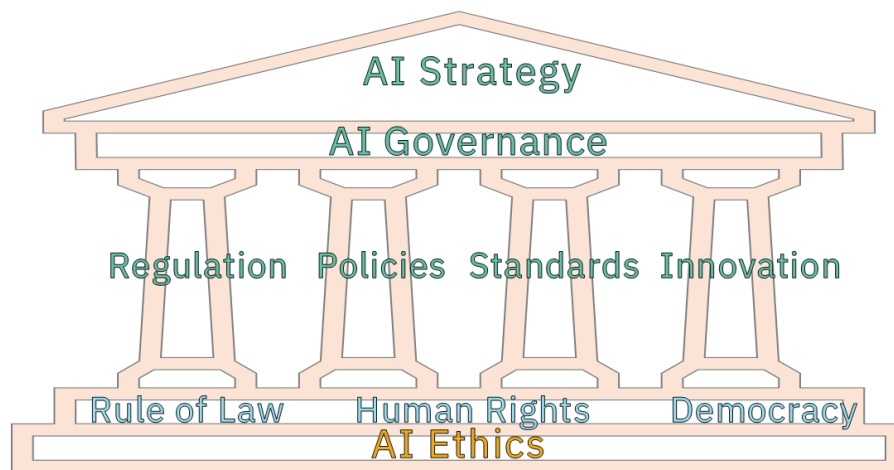 AI Strategy
AI Governance
Regulation Policies Standards Innovation
Rule of Law Human Rights Democracy
AI Ethics